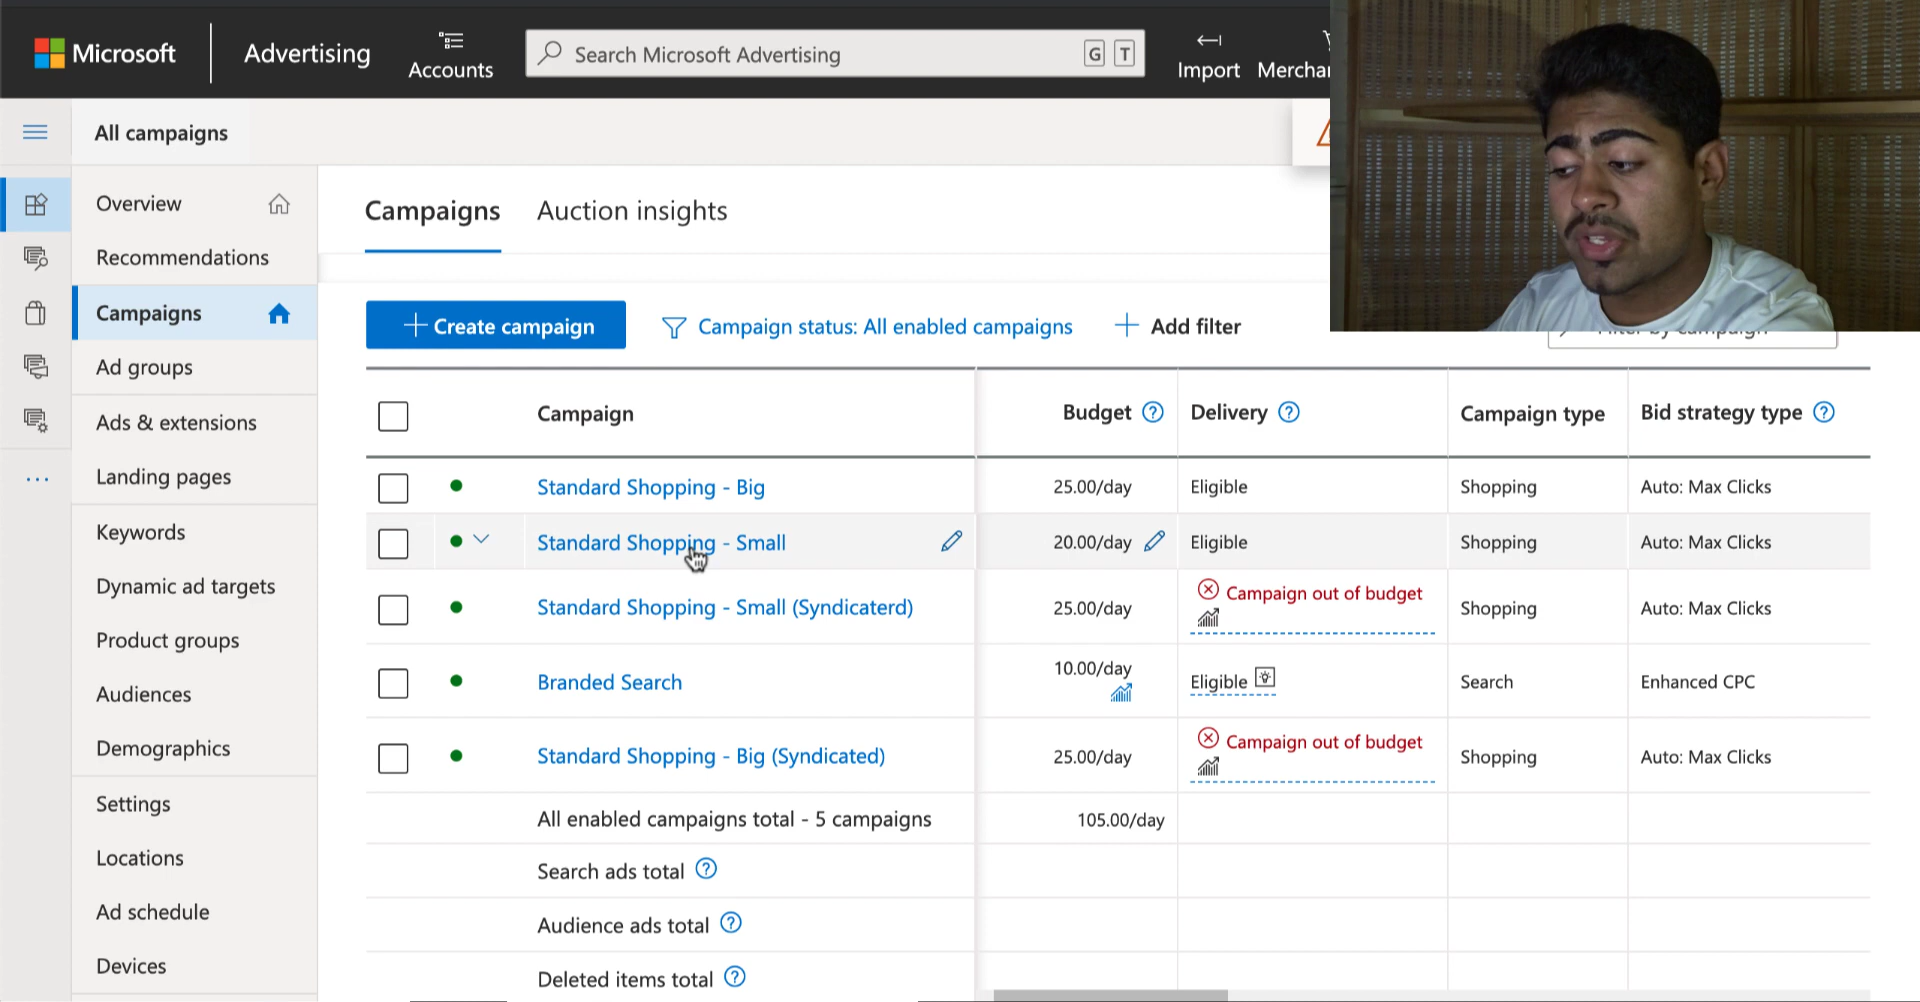 Microsoft
Advertising
Accounts
Search Microsoft Advertising
G
T
Import
Merchan
All campaigns
Overview
Recommendations
Campaigns
Ad groups
Ads & extensions
Landing pages
Keywords
Dynamic ad targets
Product groups
Audiences
Demographics
Settings
Locations
Ad schedule
Devices
Campaigns
Auction insights
Create campaign
Campaign status: All enabled campaigns
Add filter
Filter by campaign
Campaign
Budget
Delivery
Campaign type
Bid strategy type
Standard Shopping - Big
25.00/day
Eligible
Shopping
Auto: Max Clicks
Standard Shopping - Small
20.00/day
Eligible
Shopping
Auto: Max Clicks
Standard Shopping - Small (Syndicaterd)
25.00/day
Campaign out of budget
Shopping
Auto: Max Clicks
Branded Search
10.00/day
Eligible
Search
Enhanced CPC
Standard Shopping - Big (Syndicated)
25.00/day
Campaign out of budget
Shopping
Auto: Max Clicks
All enabled campaigns total - 5 campaigns
105.00/day
Search ads total
Audience ads total
Deleted items total